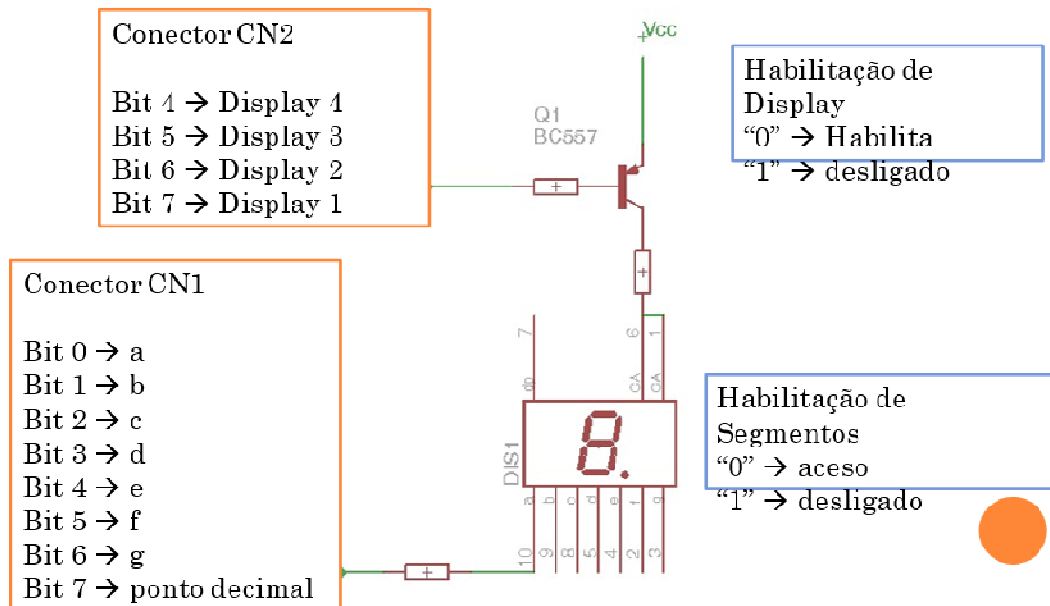 Conector CN2
Bit 4 → Display 4
Bit 5 → Display 3
Bit 6 → Display 2
Bit 7 → Display 1
Vcc
Q1
BC557
Habilitação de
Display
“0” → Habilita
“1” → desligado
Conector CN1
Bit 0 → a
Bit 1 → b
Bit 2 → c
Bit 3 → d
Bit 4 → e
Bit 5 → f
Bit 6 → g
Bit 7 → ponto decimal
7 6 1
dp CA CA
DIS1
8.
a b c d e f g
10 9 8 5 4 2 3
Habilitação de
Segmentos
“0” → aceso
“1” → desligado